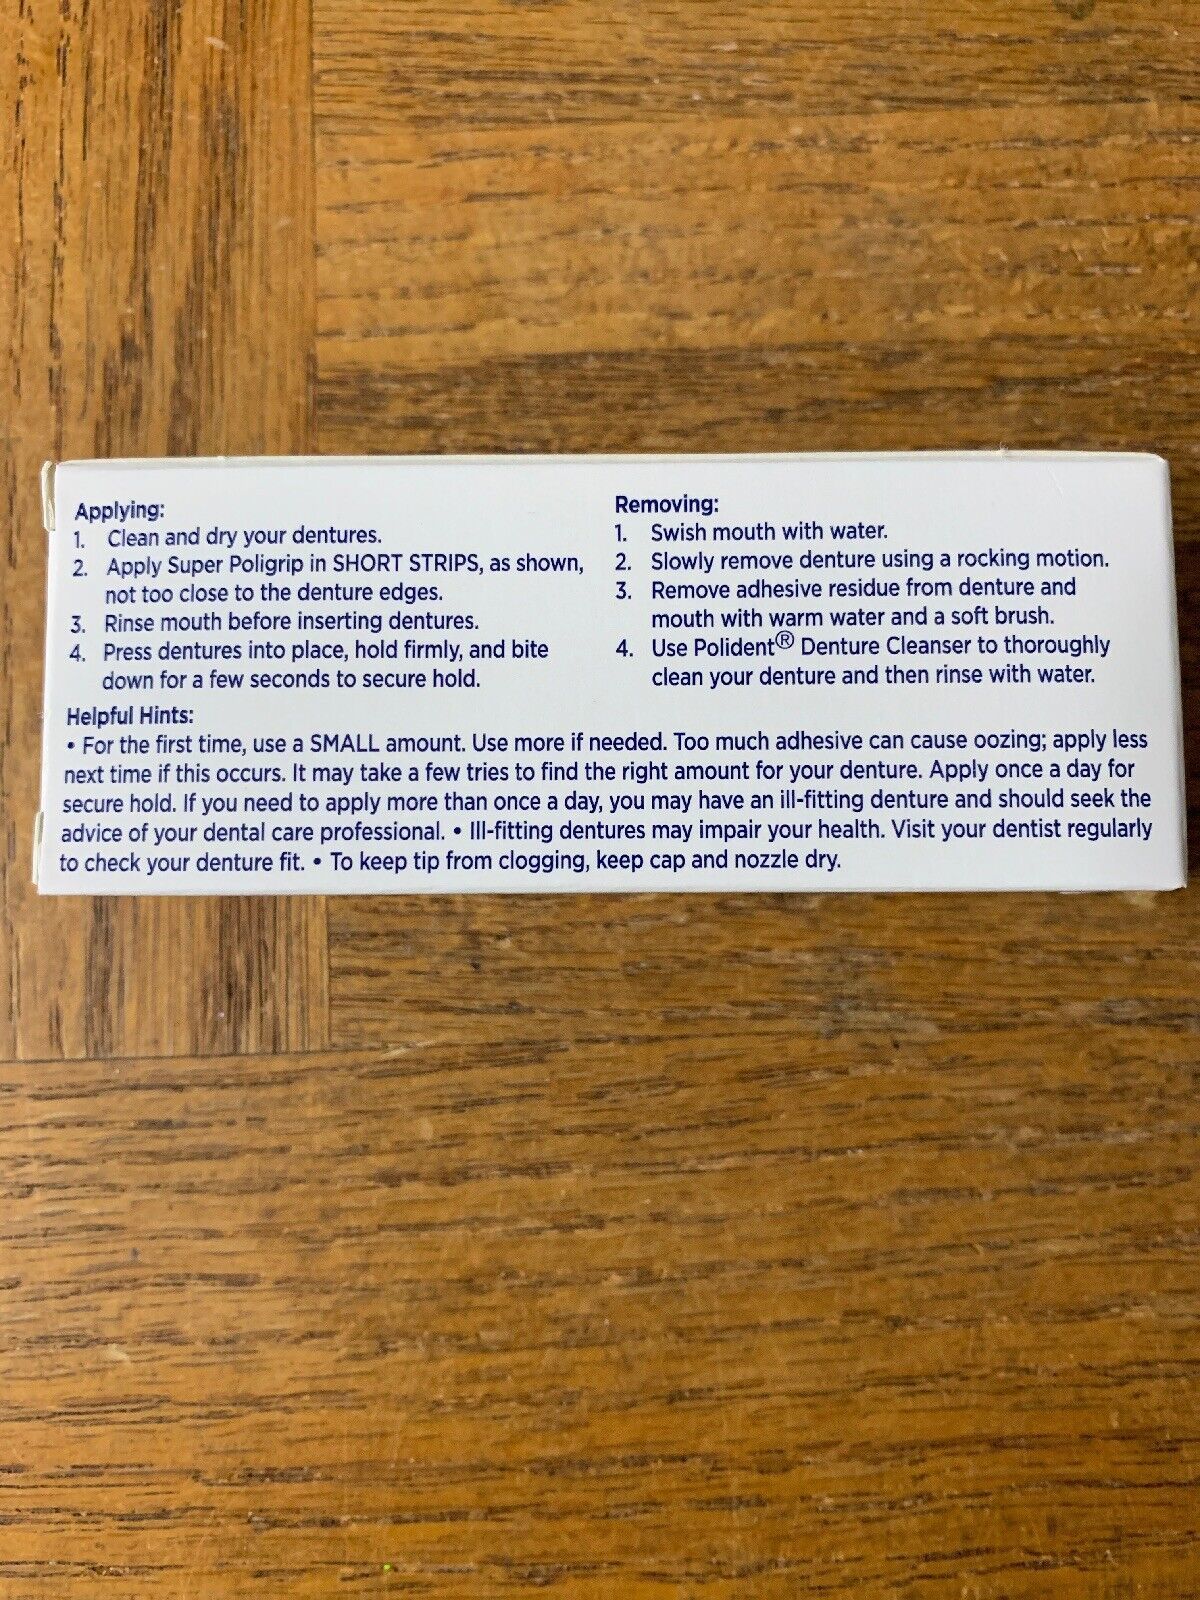 Applying:
1. Clean and dry your dentures.
2. Apply Super Poligrip in SHORT STRIPS, as shown,
not too close to the denture edges.
3. Rinse mouth before inserting dentures.
4. Press dentures into place, hold firmly, and bite
down for a few seconds to secure hold.
Removing:
1. Swish mouth with water.
2. Slowly remove denture using a rocking motion.
3. Remove adhesive residue from denture and
mouth with warm water and a soft brush.
4. Use Polident® Denture Cleanser to thoroughly
clean your denture and then rinse with water.
Helpful Hints:
• For the first time, use a SMALL amount. Use more if needed. Too much adhesive can cause oozing; apply less
next time if this occurs. It may take a few tries to find the right amount for your denture. Apply once a day for
secure hold. If you need to apply more than once a day, you may have an ill-fitting denture and should seek the
advice of your dental care professional. • Ill-fitting dentures may impair your health. Visit your dentist regularly
to check your denture fit. • To keep tip from clogging, keep cap and nozzle dry.